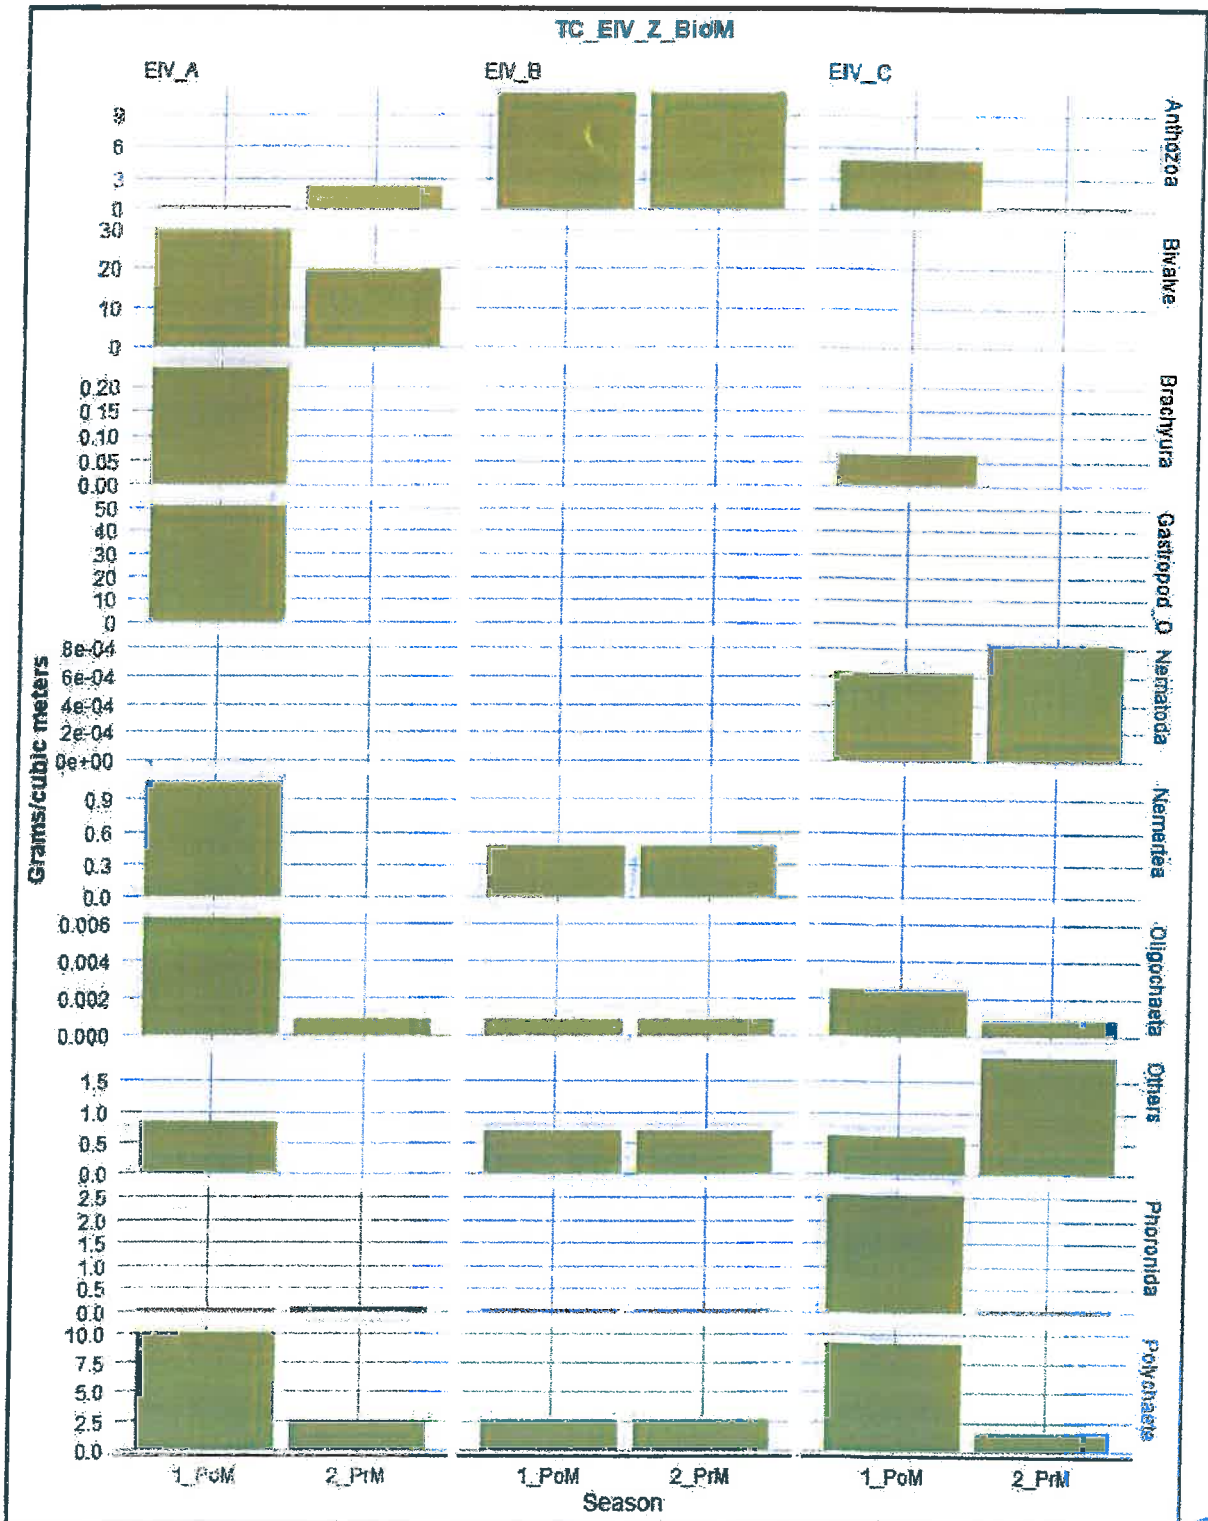 TC_EIV_Z_BioM
EIV_A EIV_B EIV_C
9
6
3
0
Anthozoa
30
20
10
0
Bivalve
0.20
0.15
0.10
0.05
0.00
Brachyura
50
40
30
20
10
0
Gastropod_O
8e-04
6e-04
4e-04
2e-04
0e+00
Nematoda
0.9
0.6
0.3
0.0
Nemertea
0.006
0.004
0.002
0.000
Oligochaeta
1.5
1.0
0.5
0.0
Others
2.5
2.0
1.5
1.0
0.5
0.0
Phoronida
10.0
7.5
5.0
2.5
0.0
Polychaete
Grams/cubic meters
1_PoM 2_PrM 1_PoM 2_PrM 1_PoM 2_PrM
Season